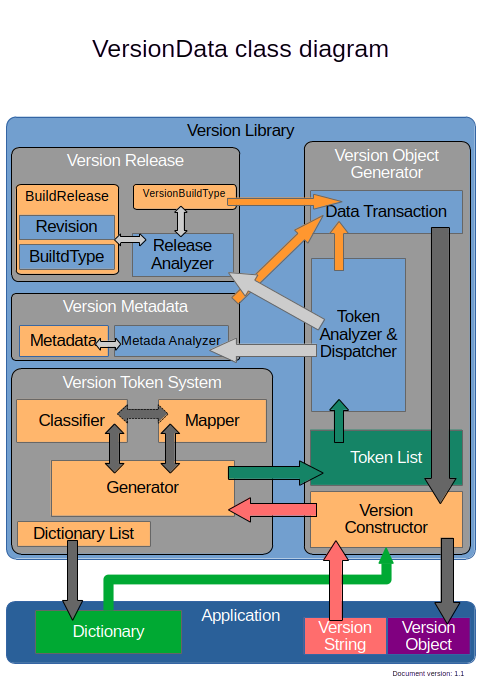 VersionData class diagram
Version Library
Version Release
BuildRelease
Revision
BuiltdType
VersionBuildType
Release
Analyzer
Version Object
Generator
Data Transaction
Version Metadata
Metadata
Metada Analyzer
Token
Analyzer &
Dispatcher
Version Token System
Classifier
Mapper
Generator
Dictionary List
Token List
Version
Constructor
Application
Dictionary
Version
String
Version
Object
Document version: 1.1